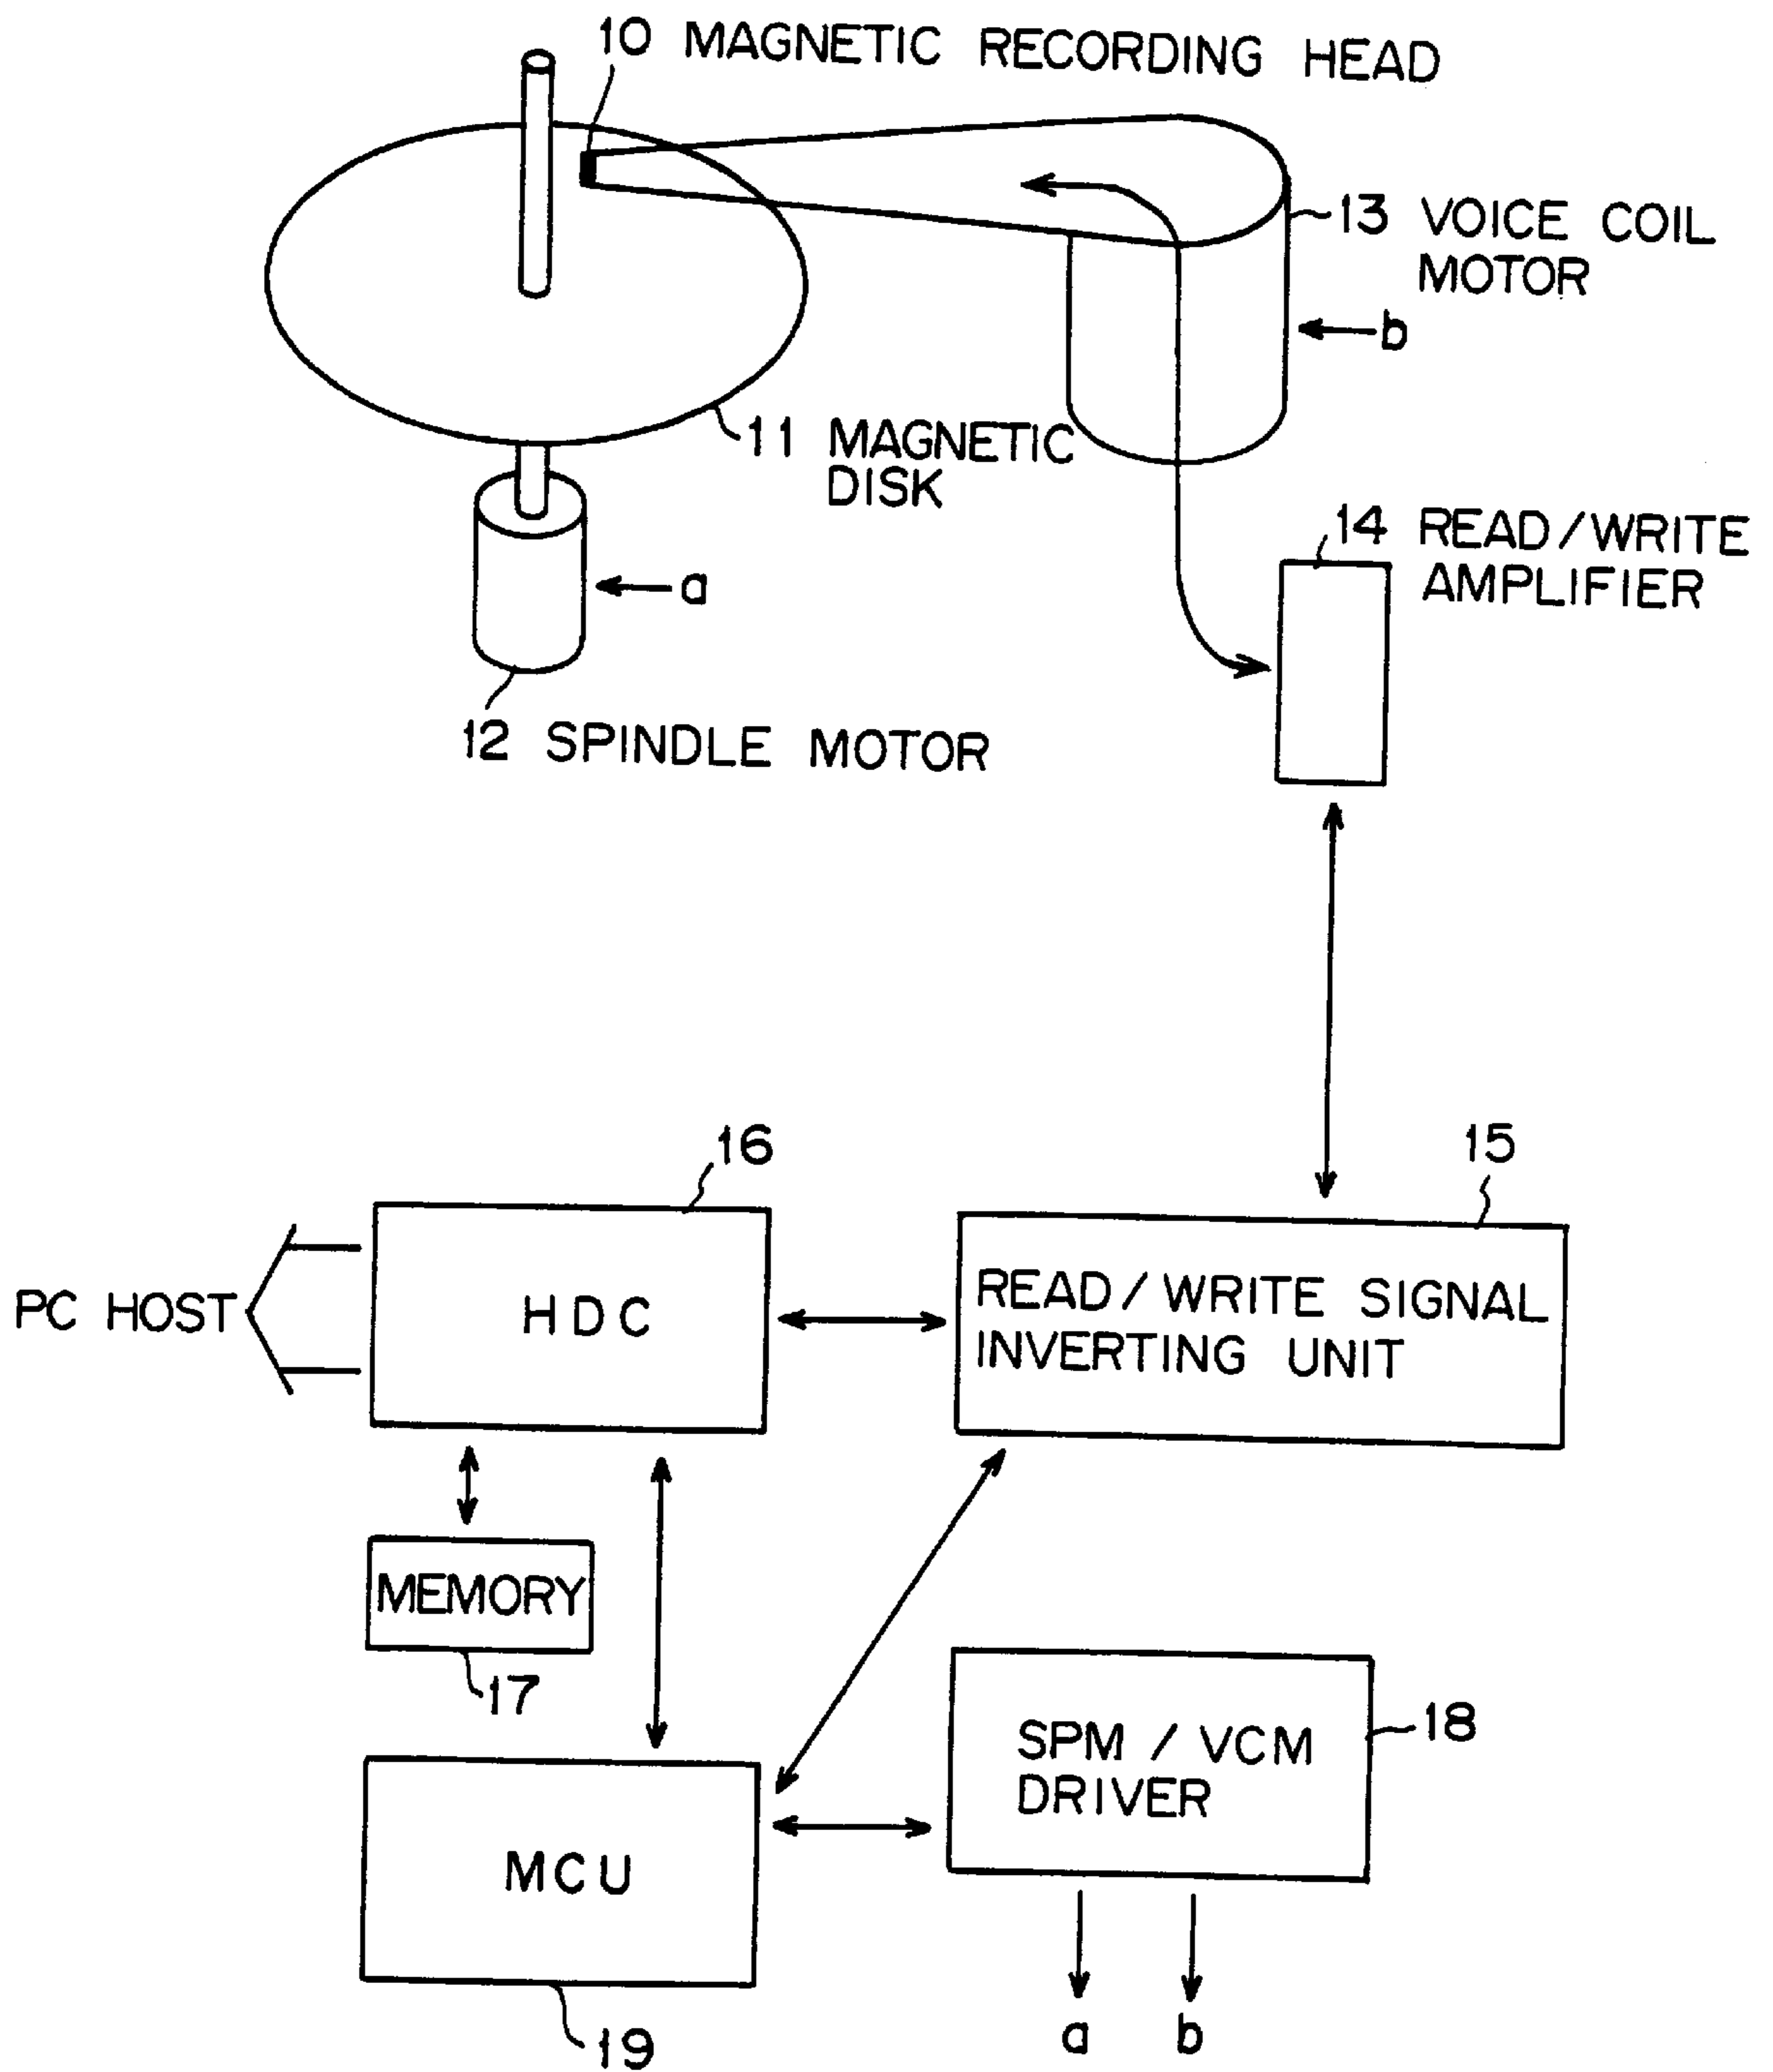 10 MAGNETIC RECORDING HEAD
13 VOICE COIL
MOTOR
b
11 MAGNETIC
DISK
14 READ/WRITE
AMPLIFIER
a
12 SPINDLE MOTOR
16
15
PC HOST
HDC
READ/WRITE SIGNAL
INVERTING UNIT
MEMORY
17
SPM/VCM
DRIVER
18
MCU
19
a
b